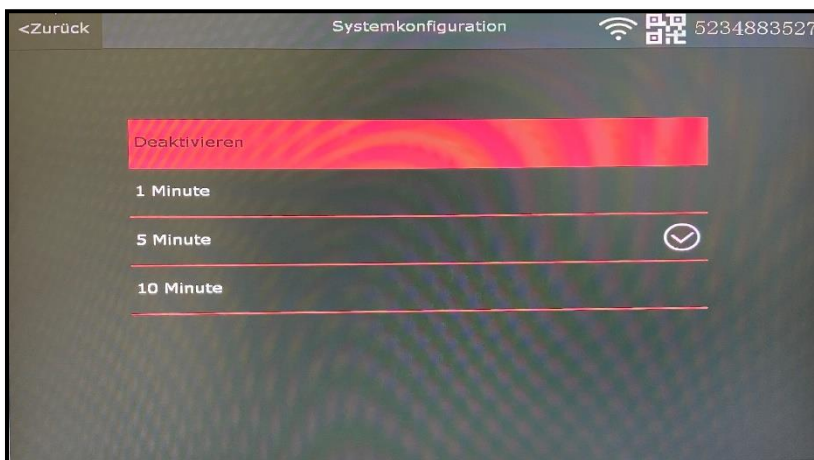 <Zurück Systemkonfiguration 5234883527
Deaktivieren
1 Minute
5 Minute
10 Minute